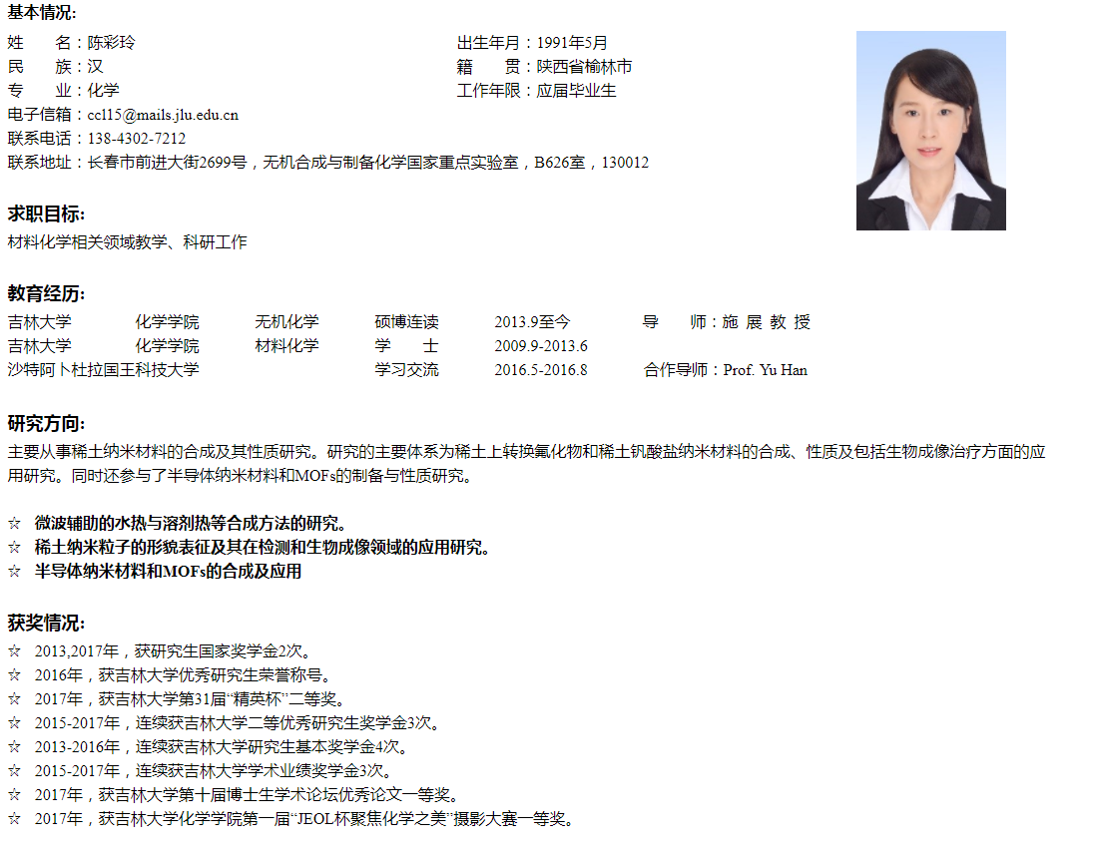 基本情况:
姓　　名：陈彩玲　出生年月：1991年5月
民　　族：汉　籍　　贯：陕西省榆林市
专　　业：化学　工作年限：应届毕业生
电子信箱：ccl15@mails.jlu.edu.cn
联系电话：138-4302-7212
联系地址：长春市前进大街2699号，无机合成与制备化学国家重点实验室，B626室，130012
求职目标:
材料化学相关领域教学、科研工作
教育经历:
吉林大学　化学学院　无机化学　硕博连读　2013.9至今　导　　师：施 展 教 授
吉林大学　化学学院　材料化学　学　　士　2009.9-2013.6
沙特阿卜杜拉国王科技大学　学习交流　2016.5-2016.8　合作导师：Prof. Yu Han
研究方向:
主要从事稀土纳米材料的合成及其性质研究。研究的主要体系为稀土上转换氟化物和稀土钒酸盐纳米材料的合成、性质及包括生物成像治疗方面的应
用研究。同时还参与了半导体纳米材料和MOFs的制备与性质研究。
☆ 微波辅助的水热与溶剂热等合成方法的研究。
☆ 稀土纳米粒子的形貌表征及其在检测和生物成像领域的应用研究。
☆ 半导体纳米材料和MOFs的合成及应用
获奖情况:
☆ 2013,2017年，获研究生国家奖学金2次。
☆ 2016年，获吉林大学优秀研究生荣誉称号。
☆ 2017年，获吉林大学第31届“精英杯”二等奖。
☆ 2015-2017年，连续获吉林大学二等优秀研究生奖学金3次。
☆ 2013-2016年，连续获吉林大学研究生基本奖学金4次。
☆ 2015-2017年，连续获吉林大学学术业绩奖学金3次。
☆ 2017年，获吉林大学第十届博士生学术论坛优秀论文一等奖。
☆ 2017年，获吉林大学化学学院第一届“JEOL杯聚焦化学之美”摄影大赛一等奖。